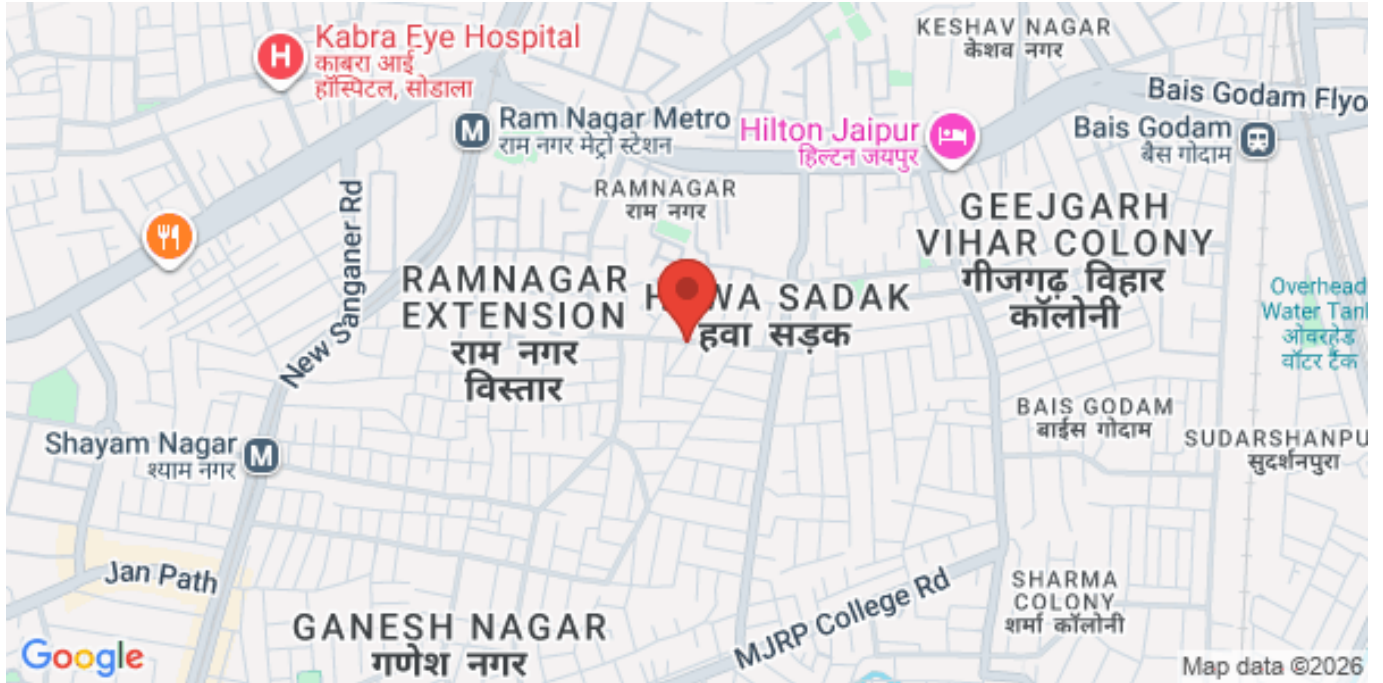 KESHAV NAGAR
केशव नगर
Kabra Eye Hospital
काबरा आई
हॉस्पिटल, सोडाला
H
Bais Godam Flyo
M
Ram Nagar Metro
राम नगर मेट्रो स्टेशन
Hilton Jaipur
हिल्टन जयपुर
Bais Godam
बैस गोदाम
RAMNAGAR
राम नगर
GEEJGARH
VIHAR COLONY
गीजगढ़ विहार
कॉलोनी
New Sanganer Rd
RAMNAGAR
EXTENSION
राम नगर
विस्तार
WA SADAK
हवा सड़क
Overhead
Water Tank
ओवरहेड
वॉटर टैंक
BAIS GODAM
बाईस गोदाम
SUDARSHANPU
सुदर्शनपुरा
Shayam Nagar
श्याम नगर
M
Jan Path
SHARMA
COLONY
शर्मा कॉलोनी
MJRP College Rd
GANESH NAGAR
गणेश नगर
Google
Map data ©2026